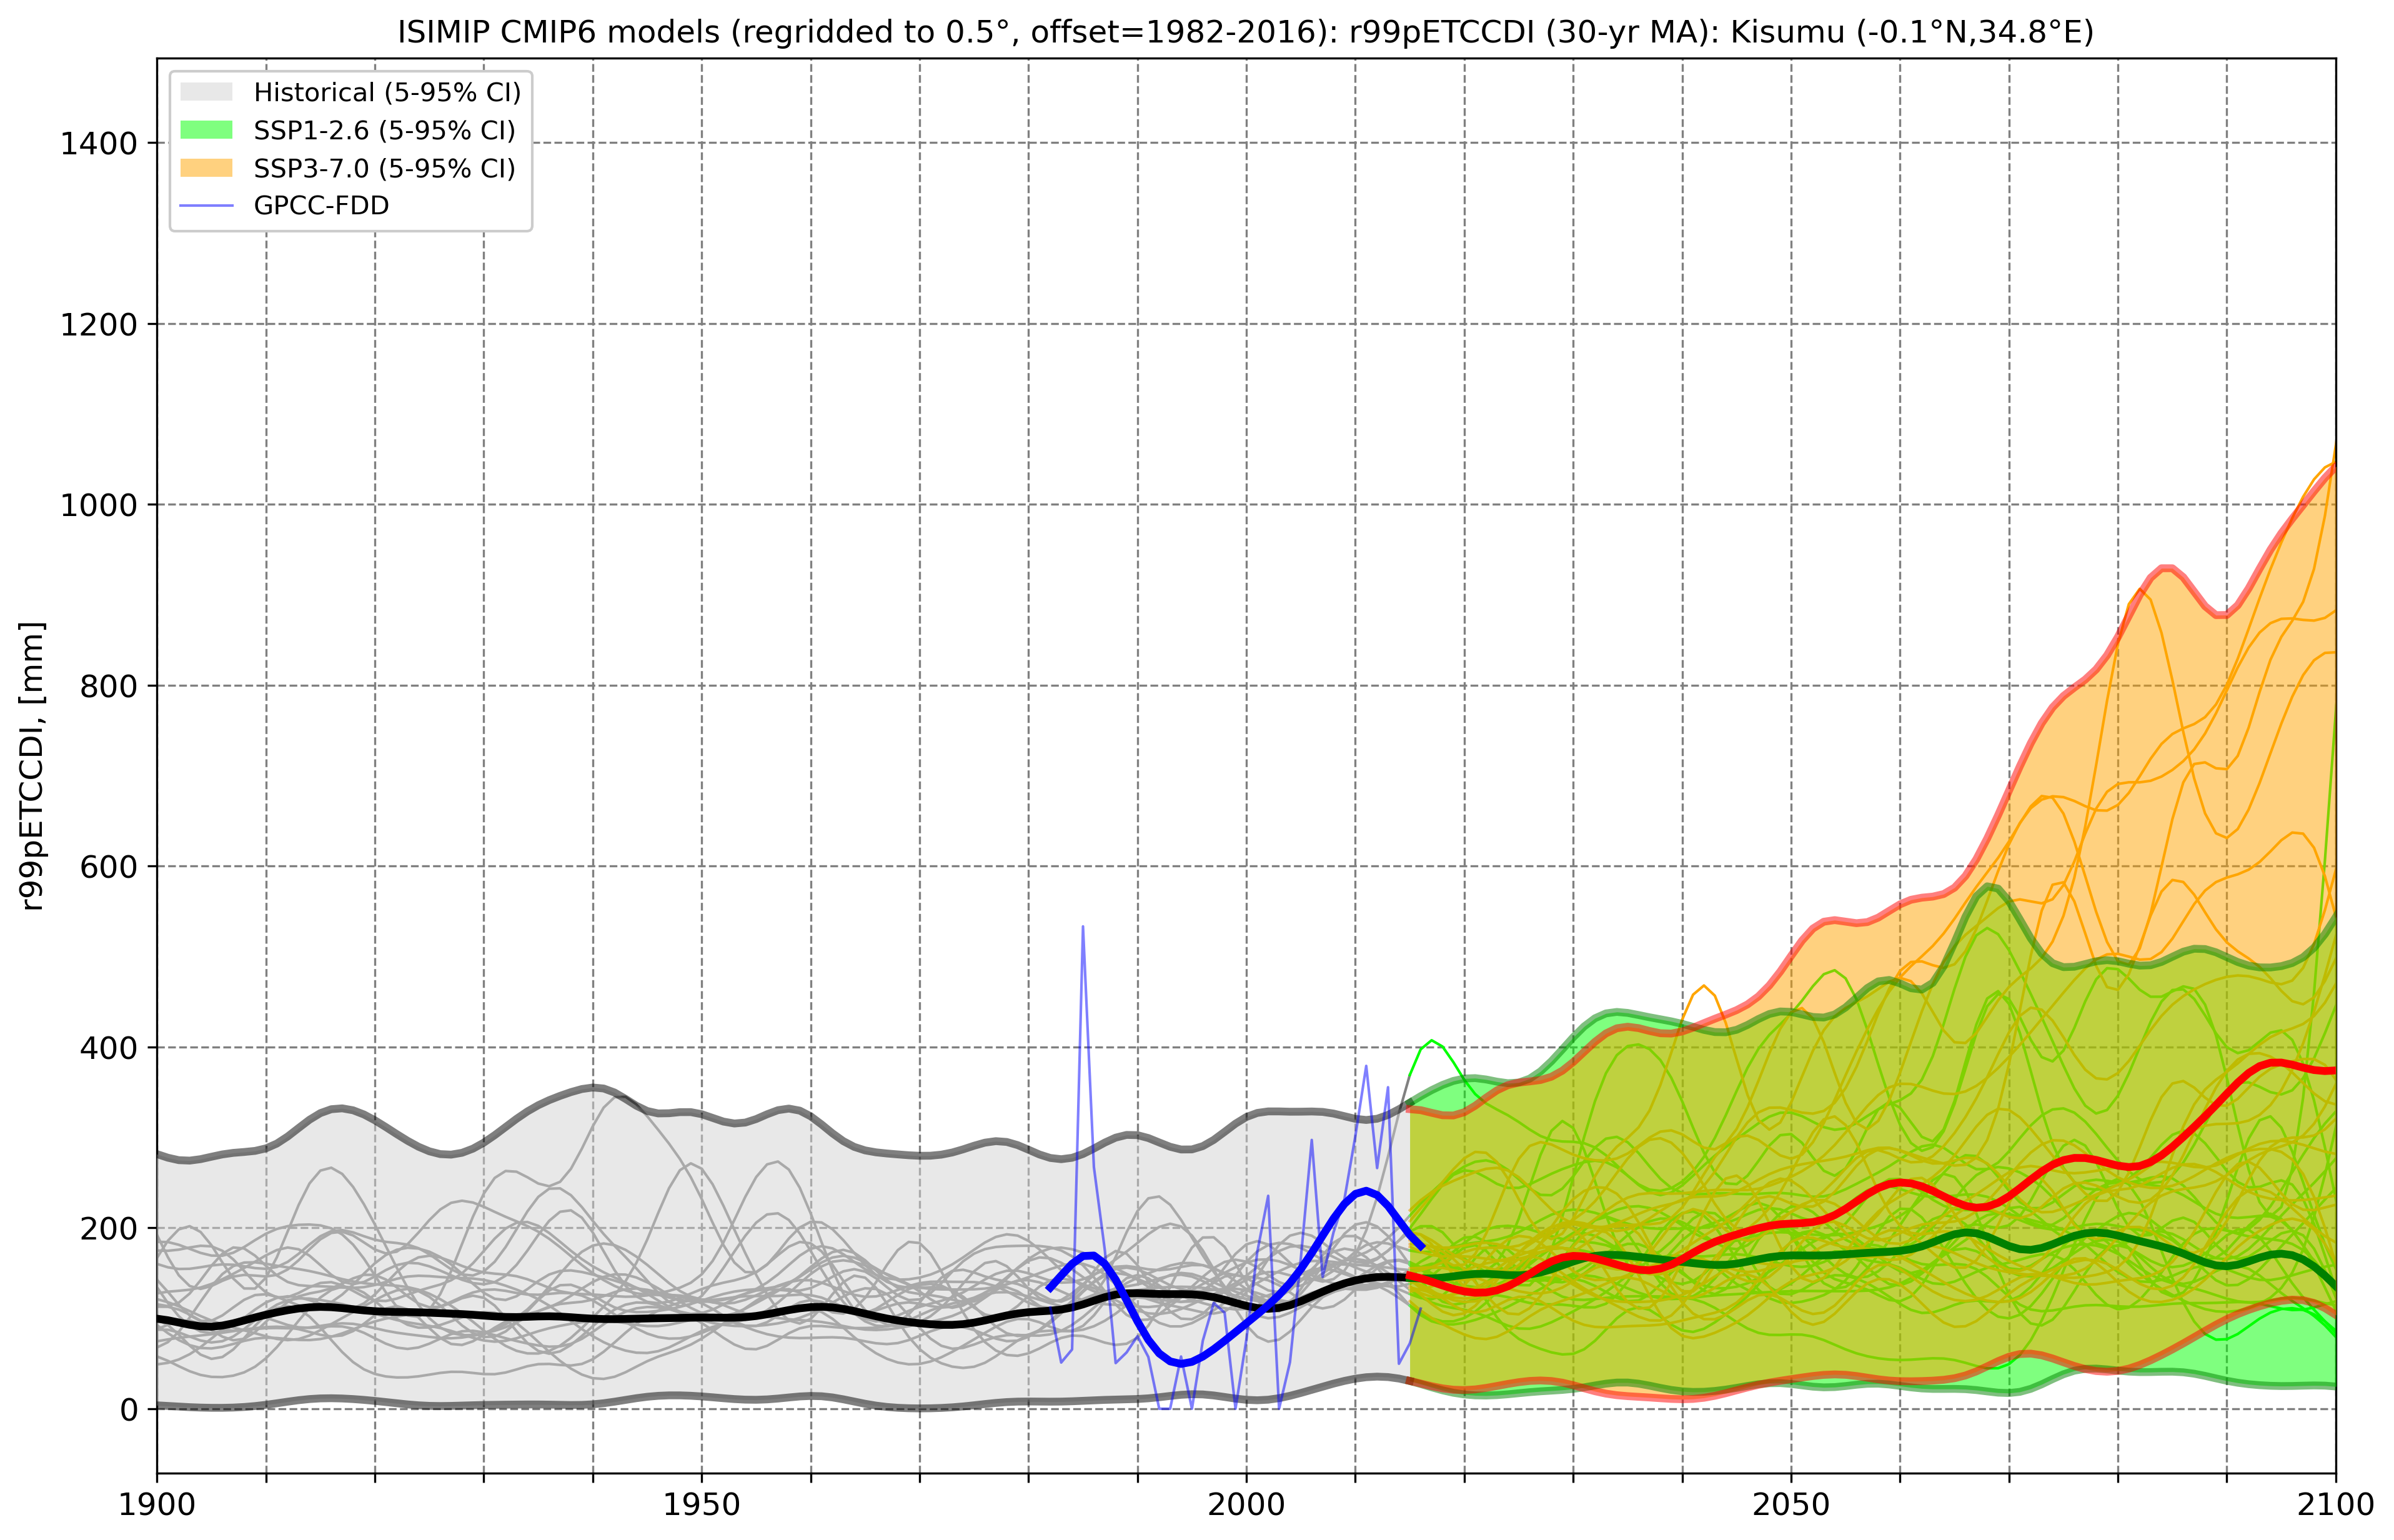 ISIMIP CMIP6 models (regridded to 0.5°, offset=1982-2016): r99pETCCDI (30-yr MA): Kisumu (-0.1°N,34.8°E)
Historical (5-95% CI)
SSP1-2.6 (5-95% CI)
SSP3-7.0 (5-95% CI)
GPCC-FDD
r99pETCCDI, [mm]
1400
1200
1000
800
600
400
200
0
1900
1950
2000
2050
2100